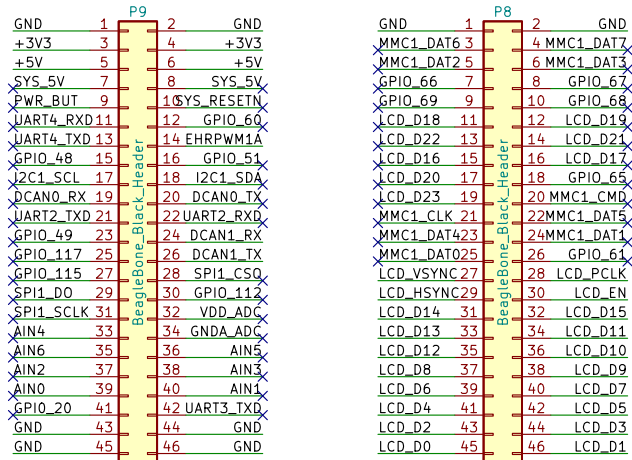 P9 P8
GND 1 2 GND GND 1 2 GND
+3V3 3 4 +3V3 MMC1_DAT6 3 4 MMC1_DAT7
+5V 5 6 +5V MMC1_DAT2 5 6 MMC1_DAT3
SYS_5V 7 8 SYS_5V GPIO_66 7 8 GPIO_67
PWR_BUT 9 10 SYS_RESETN GPIO_69 9 10 GPIO_68
UART4_RXD 11 12 GPIO_60 LCD_D18 11 12 LCD_D19
UART4_TXD 13 14 EHRPWM1A LCD_D22 13 14 LCD_D21
GPIO_48 15 16 GPIO_51 LCD_D16 15 16 LCD_D17
I2C1_SCL 17 18 I2C1_SDA LCD_D20 17 18 GPIO_65
DCAN0_RX 19 20 DCAN0_TX LCD_D23 19 20 MMC1_CMD
UART2_TXD 21 22 UART2_RXD MMC1_CLK 21 22 MMC1_DAT5
GPIO_49 23 24 DCAN1_RX MMC1_DAT4 23 24 MMC1_DAT1
GPIO_117 25 26 DCAN1_TX MMC1_DAT0 25 26 GPIO_61
GPIO_115 27 28 SPI1_CS0 LCD_VSYNC 27 28 LCD_PCLK
SPI1_DO 29 30 GPIO_112 LCD_HSYNC 29 30 LCD_EN
SPI1_SCLK 31 32 VDD_ADC LCD_D14 31 32 LCD_D15
AIN4 33 34 GNDA_ADC LCD_D13 33 34 LCD_D11
AIN6 35 36 AIN5 LCD_D12 35 36 LCD_D10
AIN2 37 38 AIN3 LCD_D8 37 38 LCD_D9
AIN0 39 40 AIN1 LCD_D6 39 40 LCD_D7
GPIO_20 41 42 UART3_TXD LCD_D4 41 42 LCD_D5
GND 43 44 GND LCD_D2 43 44 LCD_D3
GND 45 46 GND LCD_D0 45 46 LCD_D1
BeagleBone_Black_Header
BeagleBone_Black_Header